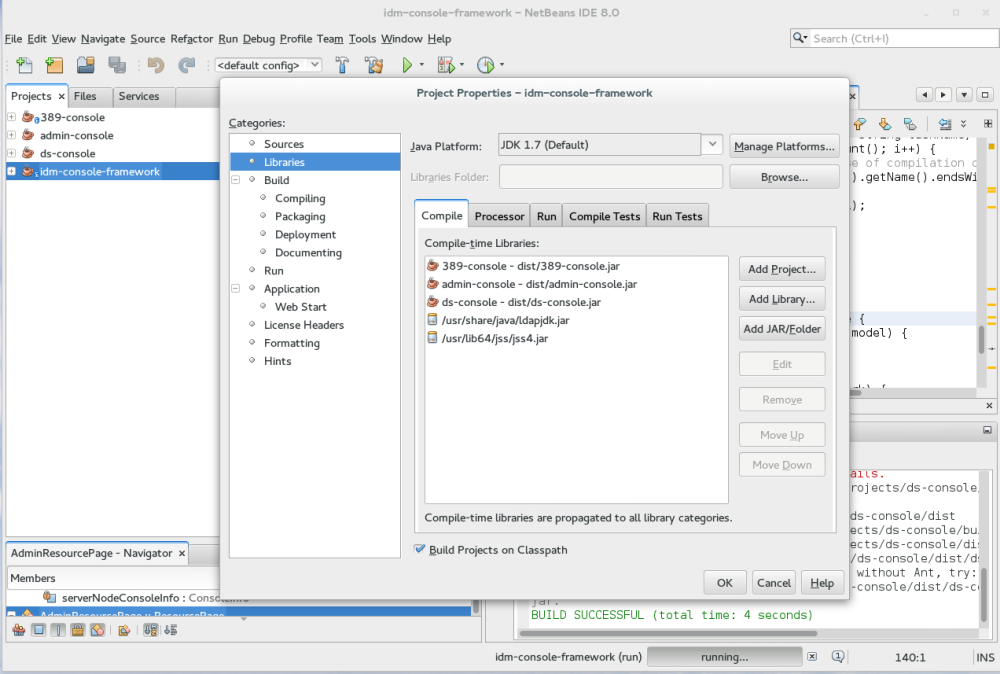 idm-console-framework – NetBeans IDE 8.0
File Edit View Navigate Source Refactor Run Debug Profile Team Tools Window Help
Search (Ctrl+I)
<default config>
Projects × Files Services
389-console
admin-console
ds-console
idm-console-framework
Project Properties – idm-console-framework
Categories:
Sources
Libraries
Build
Compiling
Packaging
Deployment
Documenting
Run
Application
Web Start
License Headers
Formatting
Hints
Java Platform:
JDK 1.7 (Default)
Manage Platforms...
Libraries Folder:
Browse...
Compile Processor Run Compile Tests Run Tests
Compile-time Libraries:
389-console - dist/389-console.jar
admin-console - dist/admin-console.jar
ds-console - dist/ds-console.jar
/usr/share/java/ldapjdk.jar
/usr/lib64/jss/jss4.jar
Add Project...
Add Library...
Add JAR/Folder
Edit
Remove
Move Up
Move Down
Compile-time libraries are propagated to all library categories.
Build Projects on Classpath
OK Cancel Help
unt(); i++) {
se of compilation
).getName().endsWi
);
{
model) {
) {
AdminResourcePage - Navigator ×
Members
serverNodeConsoleInfo : ConsoleInfo
AdminResourcePage :: ResourcePage
ails.
rojects/ds-console
ds-console/dist
ects/ds-console/bu
ects/ds-console/dis
ects/ds-console/dis
without Ant, try:
-console/dist/ds-co
jar.
BUILD SUCCESSFUL (total time: 4 seconds)
idm-console-framework (run)
running...
140:1
INS